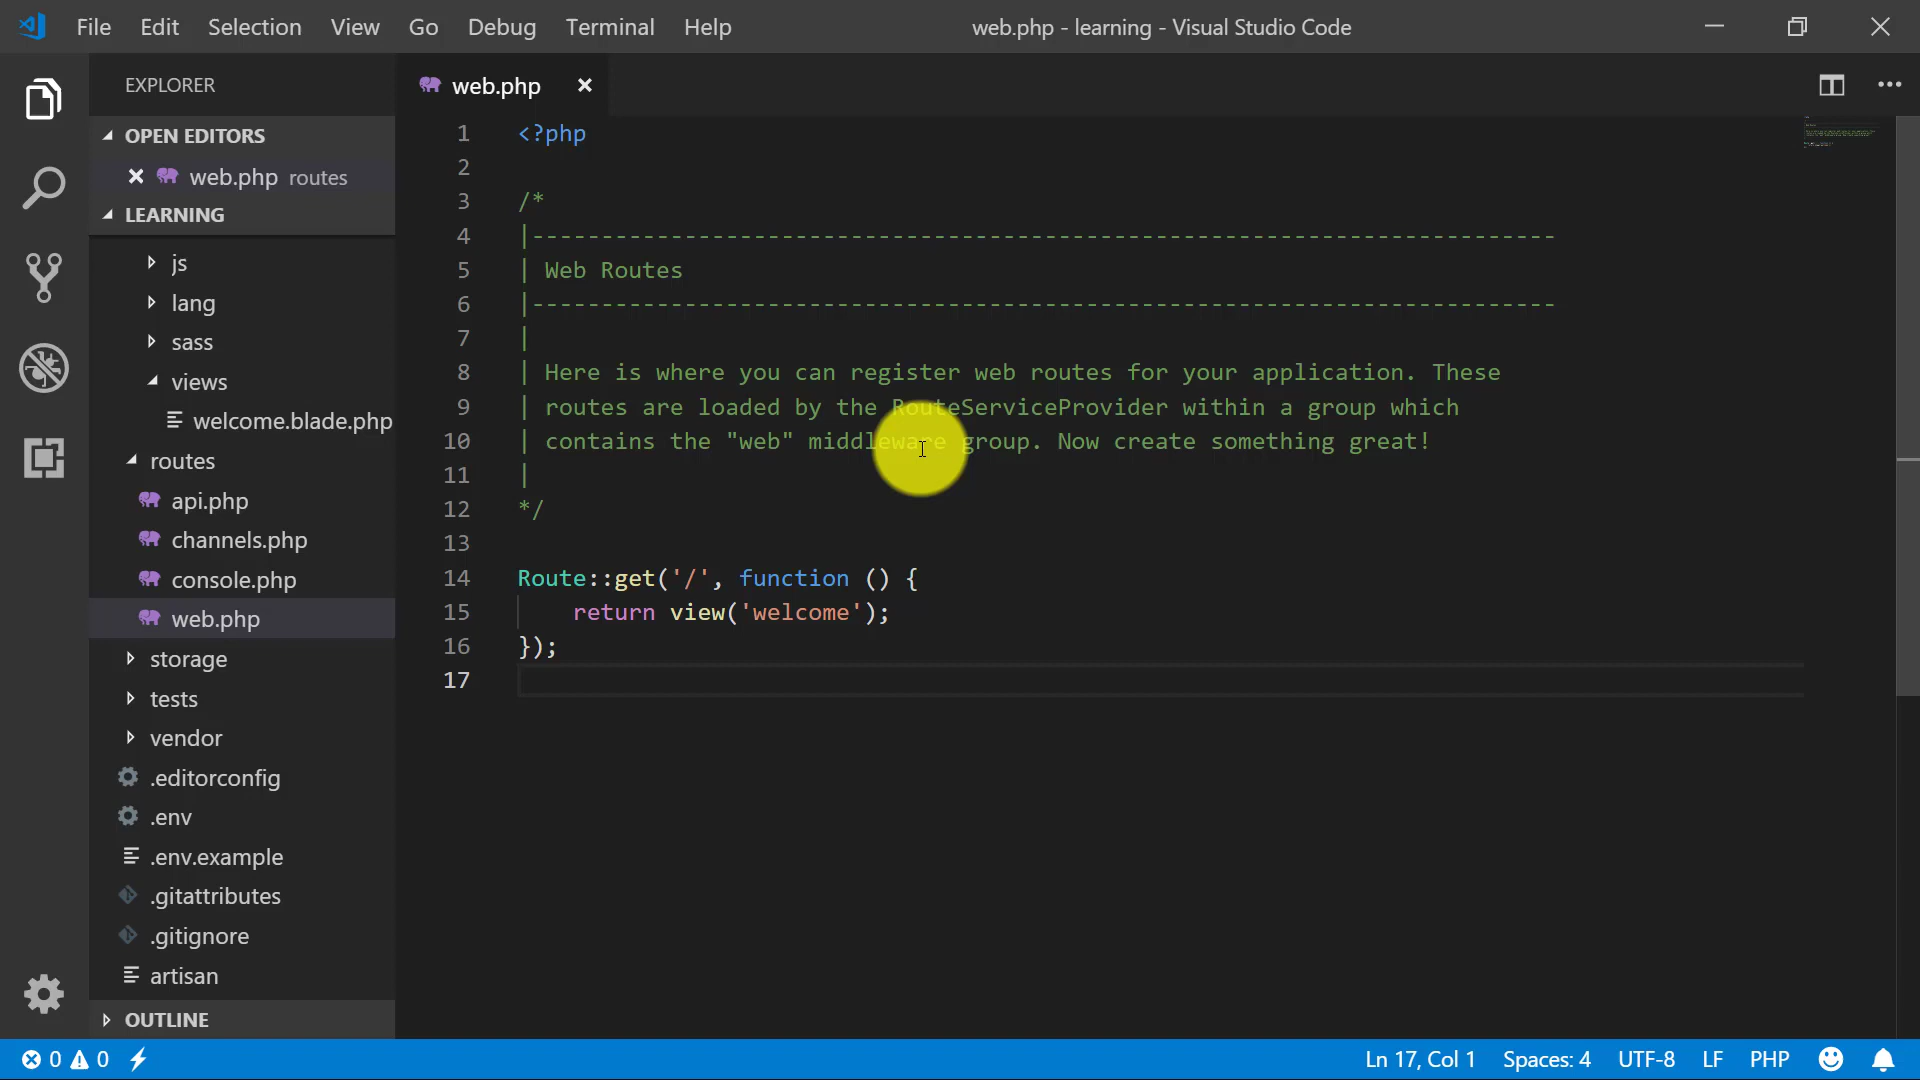 File Edit Selection View Go Debug Terminal Help web.php - learning - Visual Studio Code
EXPLORER
OPEN EDITORS
web.php routes
LEARNING
js
lang
sass
views
welcome.blade.php
routes
api.php
channels.php
console.php
web.php
storage
tests
vendor
.editorconfig
.env
.env.example
.gitattributes
.gitignore
artisan
OUTLINE
web.php
1 <?php
2
3 /*
4 |--------------------------------------------------------------------------
5 | Web Routes
6 |--------------------------------------------------------------------------
7 |
8 | Here is where you can register web routes for your application. These
9 | routes are loaded by the RouteServiceProvider within a group which
10 | contains the "web" middleware group. Now create something great!
11 |
12 */
13
14 Route::get('/', function () {
15     return view('welcome');
16 });
17
0 0 Ln 17, Col 1 Spaces: 4 UTF-8 LF PHP